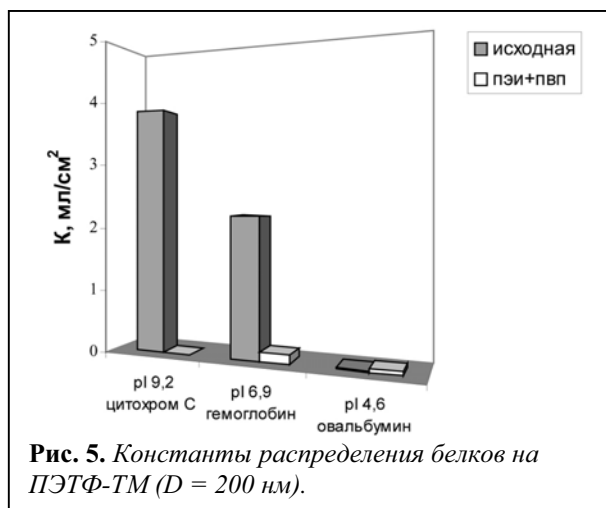 5
4
3
2
1
0
К, мл/см²
исходная
пэи+пвп
pI 9,2
цитохром С
pI 6,9
гемоглобин
pI 4,6
овальбумин
Рис. 5. Константы распределения белков на
ПЭТФ-ТМ (D = 200 нм).